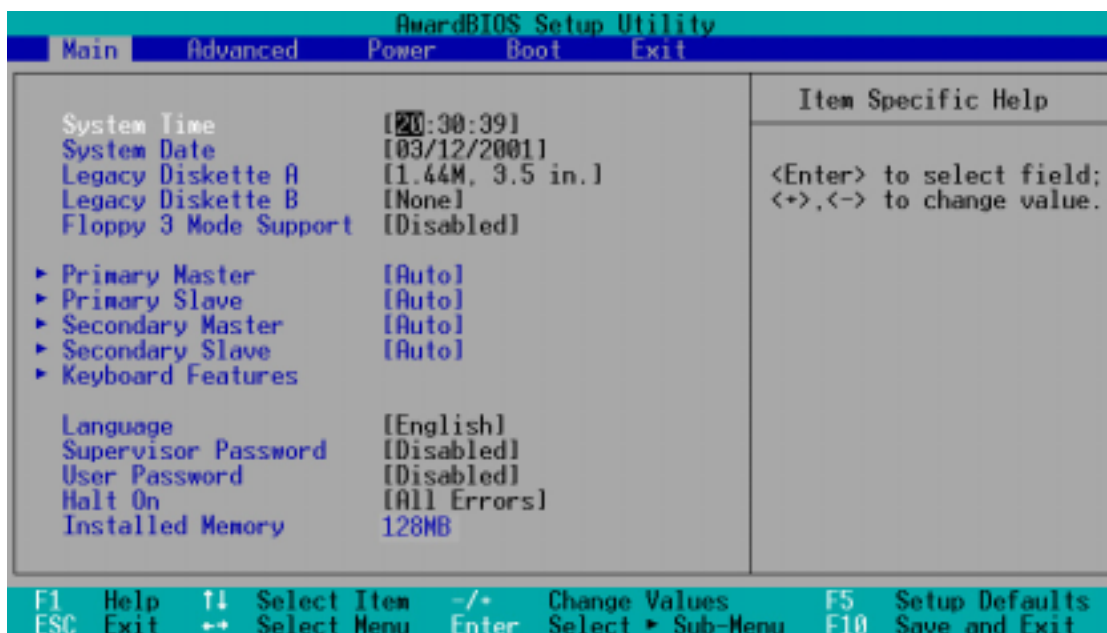 AwardBIOS Setup Utility
Main Advanced Power Boot Exit
Item Specific Help
System Time [20:30:39]
System Date [03/12/2001]
Legacy Diskette A [1.44M, 3.5 in.]
Legacy Diskette B [None]
Floppy 3 Mode Support [Disabled]
<Enter> to select field;
<+>,<-> to change value.
▶ Primary Master [Auto]
▶ Primary Slave [Auto]
▶ Secondary Master [Auto]
▶ Secondary Slave [Auto]
▶ Keyboard Features
Language [English]
Supervisor Password [Disabled]
User Password [Disabled]
Halt On [All Errors]
Installed Memory 128MB
F1 Help ↑↓ Select Item -/+ Change Values F5 Setup Defaults
ESC Exit ←→ Select Menu Enter Select ▶ Sub-Menu F10 Save and Exit